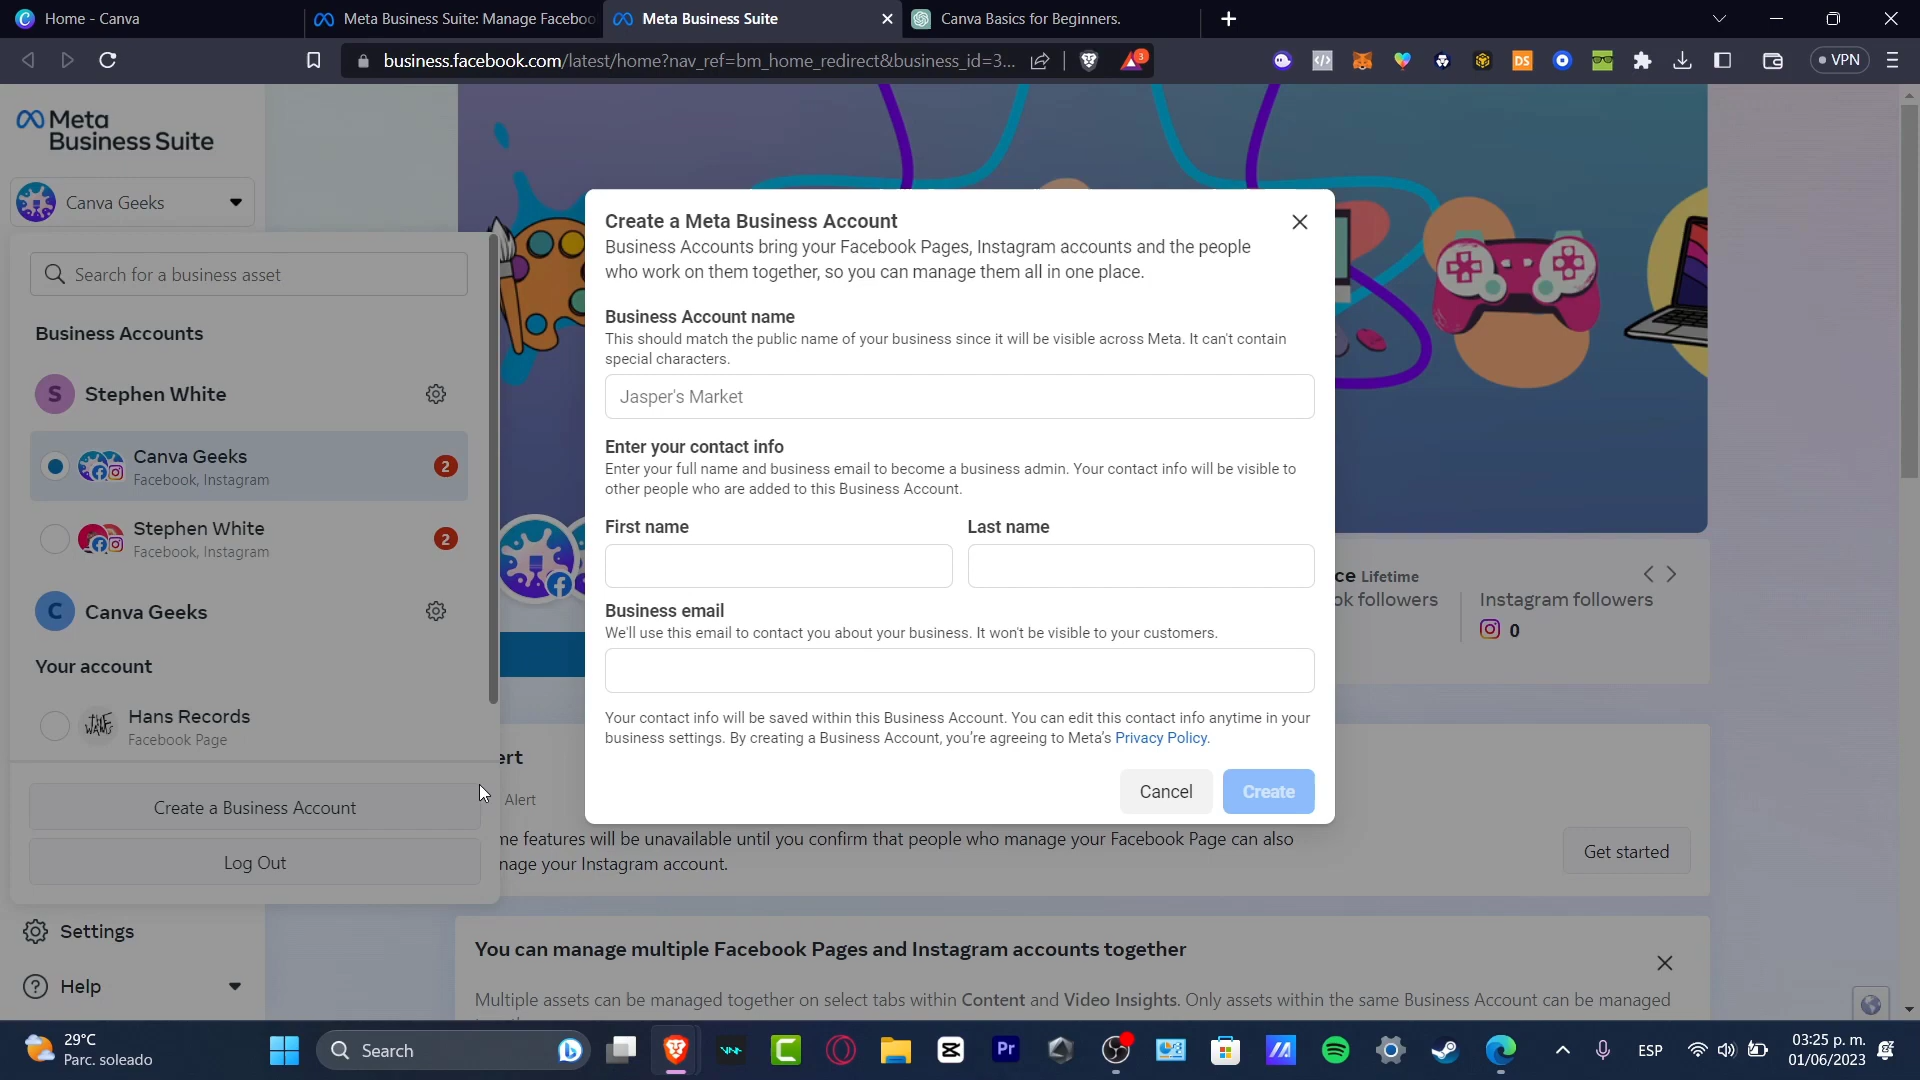 Home - Canva
Meta Business Suite: Manage Faceboo
Meta Business Suite
Canva Basics for Beginners.
business.facebook.com/latest/home?nav_ref=bm_home_redirect&business_id=3...
3
DS
VPN
Meta
Business Suite
Canva Geeks
Search for a business asset
Business Accounts
S
Stephen White
Canva Geeks
Facebook, Instagram
2
Stephen White
Facebook, Instagram
2
C
Canva Geeks
Your account
Hans Records
Facebook Page
Create a Business Account
Log Out
Settings
Help
Create a Meta Business Account
Business Accounts bring your Facebook Pages, Instagram accounts and the people
who work on them together, so you can manage them all in one place.
Business Account name
This should match the public name of your business since it will be visible across Meta. It can't contain
special characters.
Jasper's Market
Enter your contact info
Enter your full name and business email to become a business admin. Your contact info will be visible to
other people who are added to this Business Account.
First name
Last name
Business email
We'll use this email to contact you about your business. It won't be visible to your customers.
Your contact info will be saved within this Business Account. You can edit this contact info anytime in your
business settings. By creating a Business Account, you're agreeing to Meta's Privacy Policy.
Cancel
Create
ce Lifetime
ok followers
Instagram followers
0
ert
Alert
me features will be unavailable until you confirm that people who manage your Facebook Page can also
nage your Instagram account.
Get started
You can manage multiple Facebook Pages and Instagram accounts together
Multiple assets can be managed together on select tabs within Content and Video Insights. Only assets within the same Business Account can be managed
29°C
Parc. soleado
Search
Pr
ESP
03:25 p. m.
01/06/2023